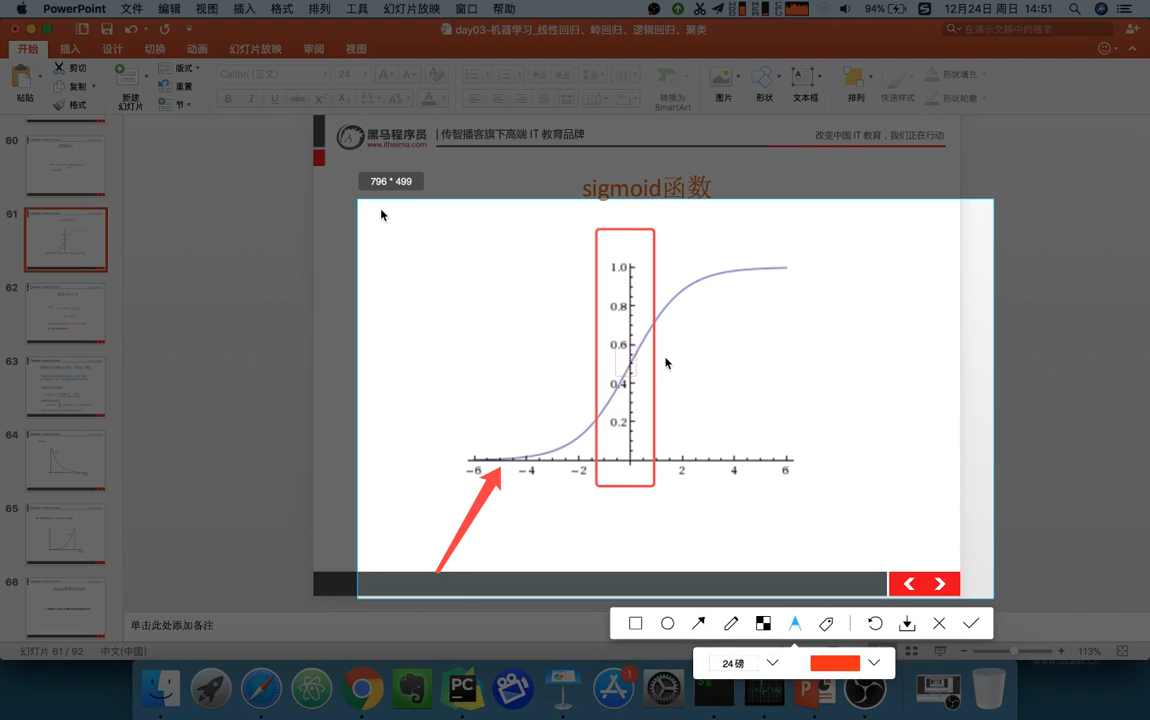 PowerPoint 文件 编辑 视图 插入 格式 排列 工具 幻灯片放映 窗口 帮助 94% 12月24日 周日 14:51
day03-机器学习_线性回归、岭回归、逻辑回归、聚类
在演示文稿中的搜索
开始 插入 设计 切换 动画 幻灯片放映 审阅 视图
粘贴 剪切 复制 格式
新建幻灯片 版式 重置 节
Calibri (正文) 24
转换为 SmartArt
图片 形状 文本框 排列 快速样式 形状填充 形状轮廓
60
61
62
63
64
65
66
黑马程序员 | 传智播客旗下高端 IT 教育品牌
www.itheima.com
改变中国 IT 教育，我们正在行动
796 * 499
sigmoid函数
1.0
0.8
0.6
0.4
0.2
−6 −4 −2 2 4 6
单击此处添加备注
24磅
幻灯片 61 / 92 中文(中国) 113%
1